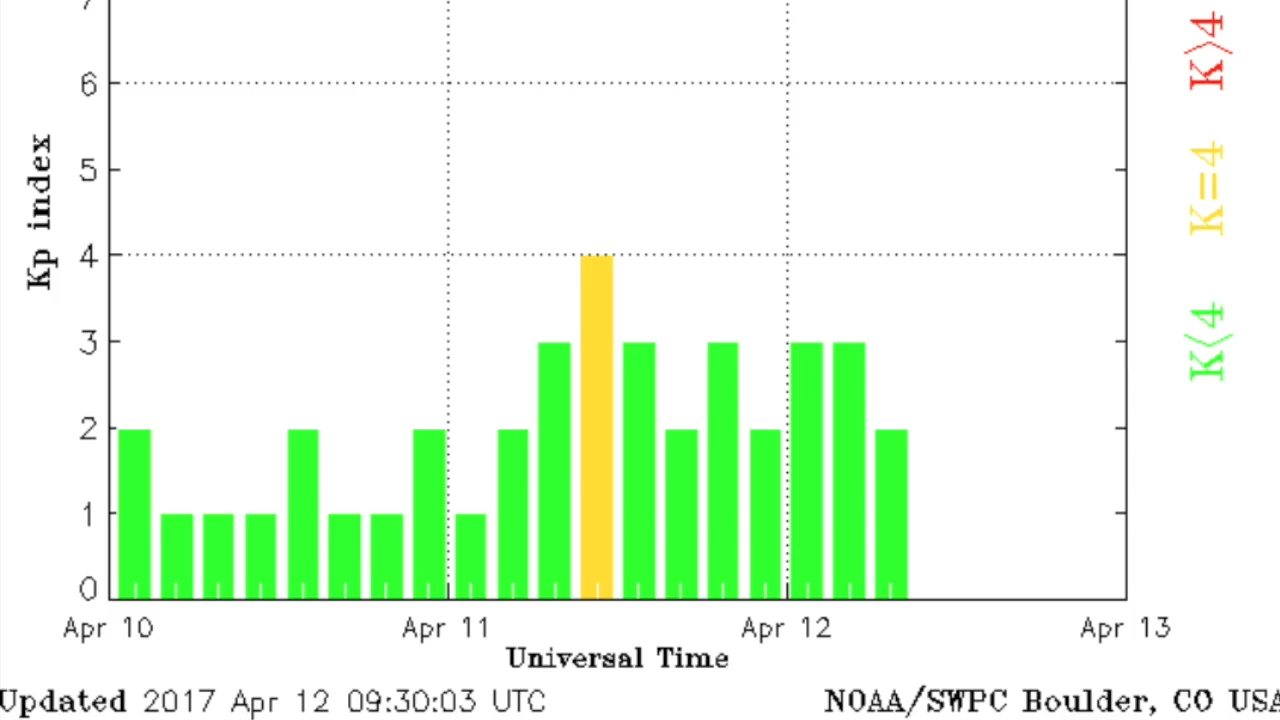 7
6
5
4
3
2
1
0
Kp index
K>4
K=4
K<4
Apr 10 Apr 11 Apr 12 Apr 13
Universal Time
Updated 2017 Apr 12 09:30:03 UTC
NOAA/SWPC Boulder, CO USA